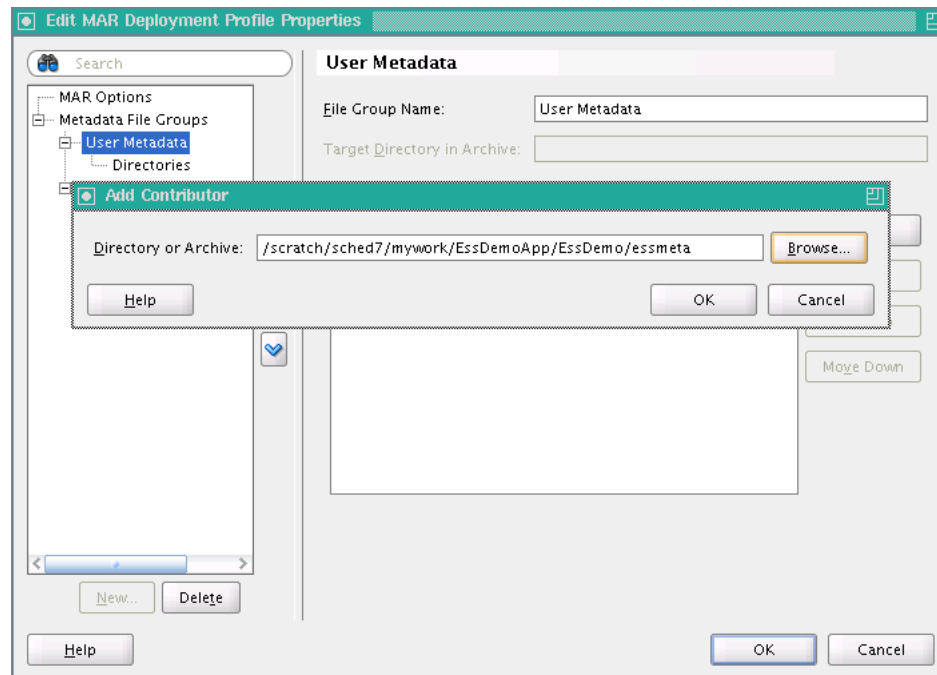 Edit MAR Deployment Profile Properties
Search
MAR Options
Metadata File Groups
User Metadata
Directories
User Metadata
File Group Name:
User Metadata
Target Directory in Archive:
Add Contributor
Directory or Archive:
/scratch/sched7/mywork/EssDemoApp/EssDemo/essmeta
Browse...
Help
OK
Cancel
Move Down
New...
Delete
Help
OK
Cancel